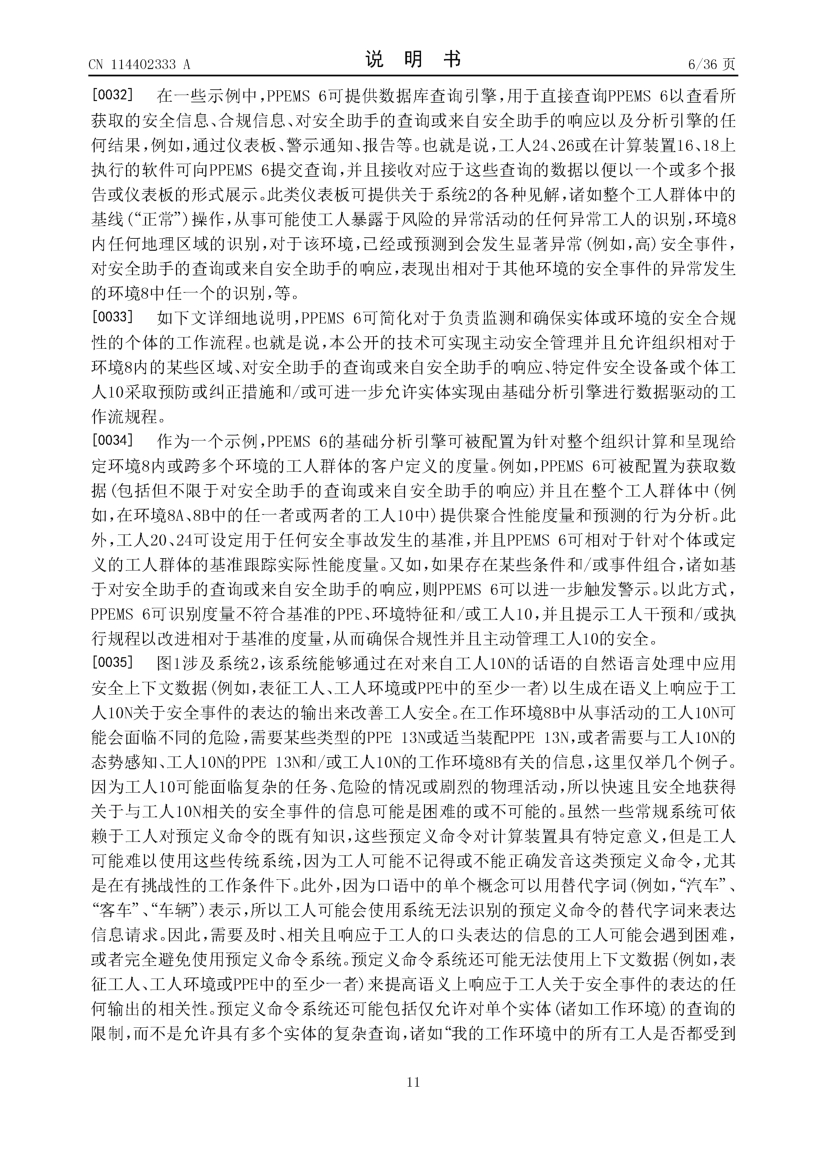 CN 114402333 A
说 明 书
6/36 页
[0032] 在一些示例中,PPEMS 6可提供数据库查询引擎,用于直接查询PPEMS 6以查看所
获取的安全信息、合规信息、对安全助手的查询或来自安全助手的响应以及分析引擎的任
何结果,例如,通过仪表板、警示通知、报告等。也就是说,工人24、26或在计算装置16、18上
执行的软件可向PPEMS 6提交查询,并且接收对应于这些查询的数据以便以一个或多个报
告或仪表板的形式展示。此类仪表板可提供关于系统2的各种见解,诸如整个工人群体中的
基线(“正常”)操作,从事可能使工人暴露于风险的异常活动的任何异常工人的识别,环境8
内任何地理区域的识别,对于该环境,已经或预测到会发生显著异常(例如,高)安全事件,
对安全助手的查询或来自安全助手的响应,表现出相对于其他环境的安全事件的异常发生
的环境8中任一个的识别,等。
[0033] 如下文详细地说明,PPEMS 6可简化对于负责监测和确保实体或环境的安全合规
性的个体的工作流程。也就是说,本公开的技术可实现主动安全管理并且允许组织相对于
环境8内的某些区域、对安全助手的查询或来自安全助手的响应、特定件安全设备或个体工
人10采取预防或纠正措施和/或可进一步允许实体实现由基础分析引擎进行数据驱动的工
作流规程。
[0034] 作为一个示例,PPEMS 6的基础分析引擎可被配置为针对整个组织计算和呈现给
定环境8内或跨多个环境的工人群体的客户定义的度量。例如,PPEMS 6可被配置为获取数
据(包括但不限于对安全助手的查询或来自安全助手的响应)并且在整个工人群体中(例
如,在环境8A、8B中的任一者或两者的工人10中)提供聚合性能度量和预测的行为分析。此
外,工人20、24可设定用于任何安全事故发生的基准,并且PPEMS 6可相对于针对个体或定
义的工人群体的基准跟踪实际性能度量。又如,如果存在某些条件和/或事件组合,诸如基
于对安全助手的查询或来自安全助手的响应,则PPEMS 6可以进一步触发警示。以此方式,
PPEMS 6可识别度量不符合基准的PPE、环境特征和/或工人10,并且提示工人干预和/或执
行规程以改进相对于基准的度量,从而确保合规性并且主动管理工人10的安全。
[0035] 图1涉及系统2,该系统能够通过在对来自工人10N的话语的自然语言处理中应用
安全上下文数据(例如,表征工人、工人环境或PPE中的至少一者)以生成在语义上响应于工
人10N关于安全事件的表达的输出来改善工人安全。在工作环境8B中从事活动的工人10N可
能会面临不同的危险,需要某些类型的PPE 13N或适当装配PPE 13N,或者需要与工人10N的
态势感知、工人10N的PPE 13N和/或工人10N的工作环境8B有关的信息,这里仅举几个例子。
因为工人10可能面临复杂的任务、危险的情况或剧烈的物理活动,所以快速且安全地获得
关于与工人10N相关的安全事件的信息可能是困难的或不可能的。虽然一些常规系统可依
赖于工人对预定义命令的既有知识,这些预定义命令对计算装置具有特定意义,但是工人
可能难以使用这些传统系统,因为工人可能不记得或不能正确发音这类预定义命令,尤其
是在有挑战性的工作条件下。此外,因为口语中的单个概念可以用替代字词(例如,“汽车”、
“客车”、“车辆”)表示,所以工人可能会使用系统无法识别的预定义命令的替代字词来表达
信息请求。因此,需要及时、相关且响应于工人的口头表达的信息的工人可能会遇到困难,
或者完全避免使用预定义命令系统。预定义命令系统还可能无法使用上下文数据(例如,表
征工人、工人环境或PPE中的至少一者)来提高语义上响应于工人关于安全事件的表达的任
何输出的相关性。预定义命令系统还可能包括仅允许对单个实体(诸如工作环境)的查询的
限制,而不是允许具有多个实体的复杂查询,诸如“我的工作环境中的所有工人是否都受到
11